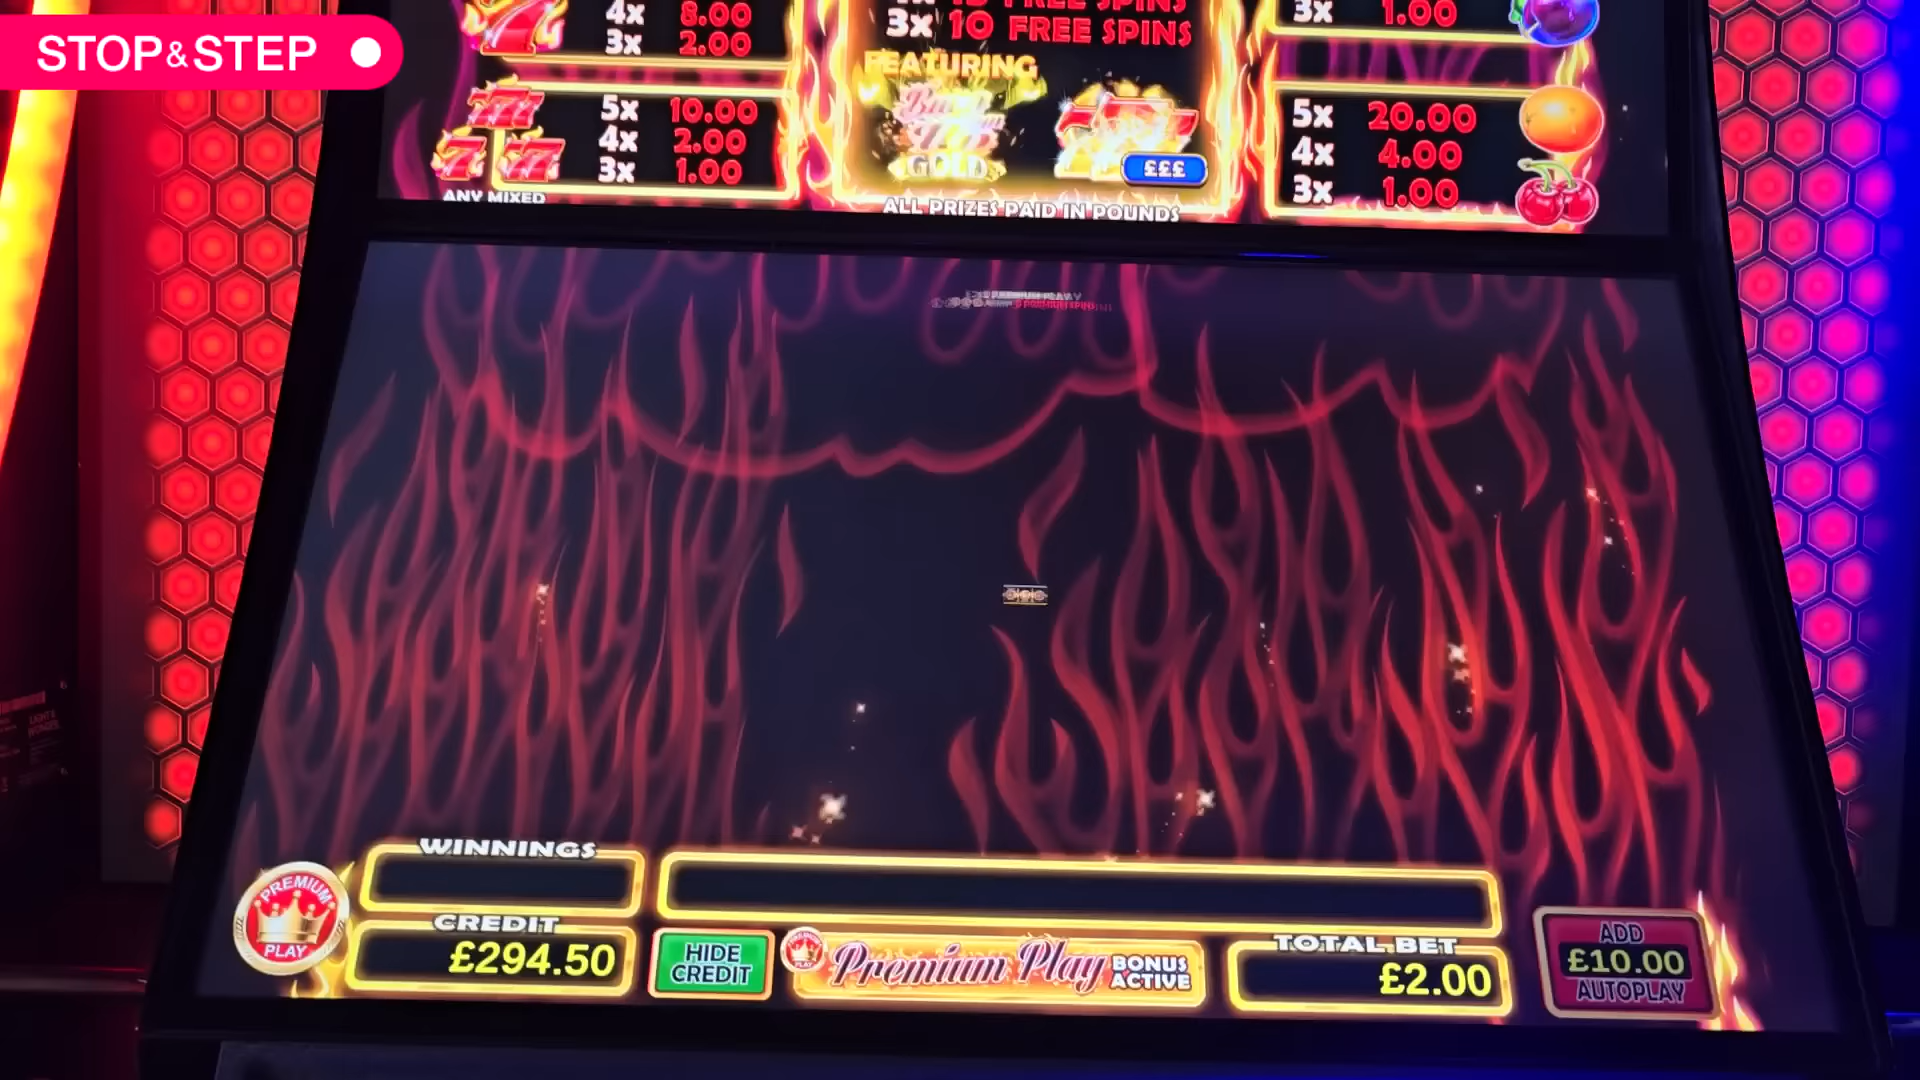 STOP&STEP
4x 8.00
3x 2.00
3x 10 FREE SPINS
FEATURING
GOLD
£££
ALL PRIZES PAID IN POUNDS
5x 10.00
4x 2.00
3x 1.00
ANY MIXED
3x 1.00
5x 20.00
4x 4.00
3x 1.00
WINNINGS
CREDIT
£294.50
PREMIUM
PLAY
HIDE
CREDIT
Premium Play BONUS
ACTIVE
TOTAL BET
£2.00
ADD
£10.00
AUTOPLAY